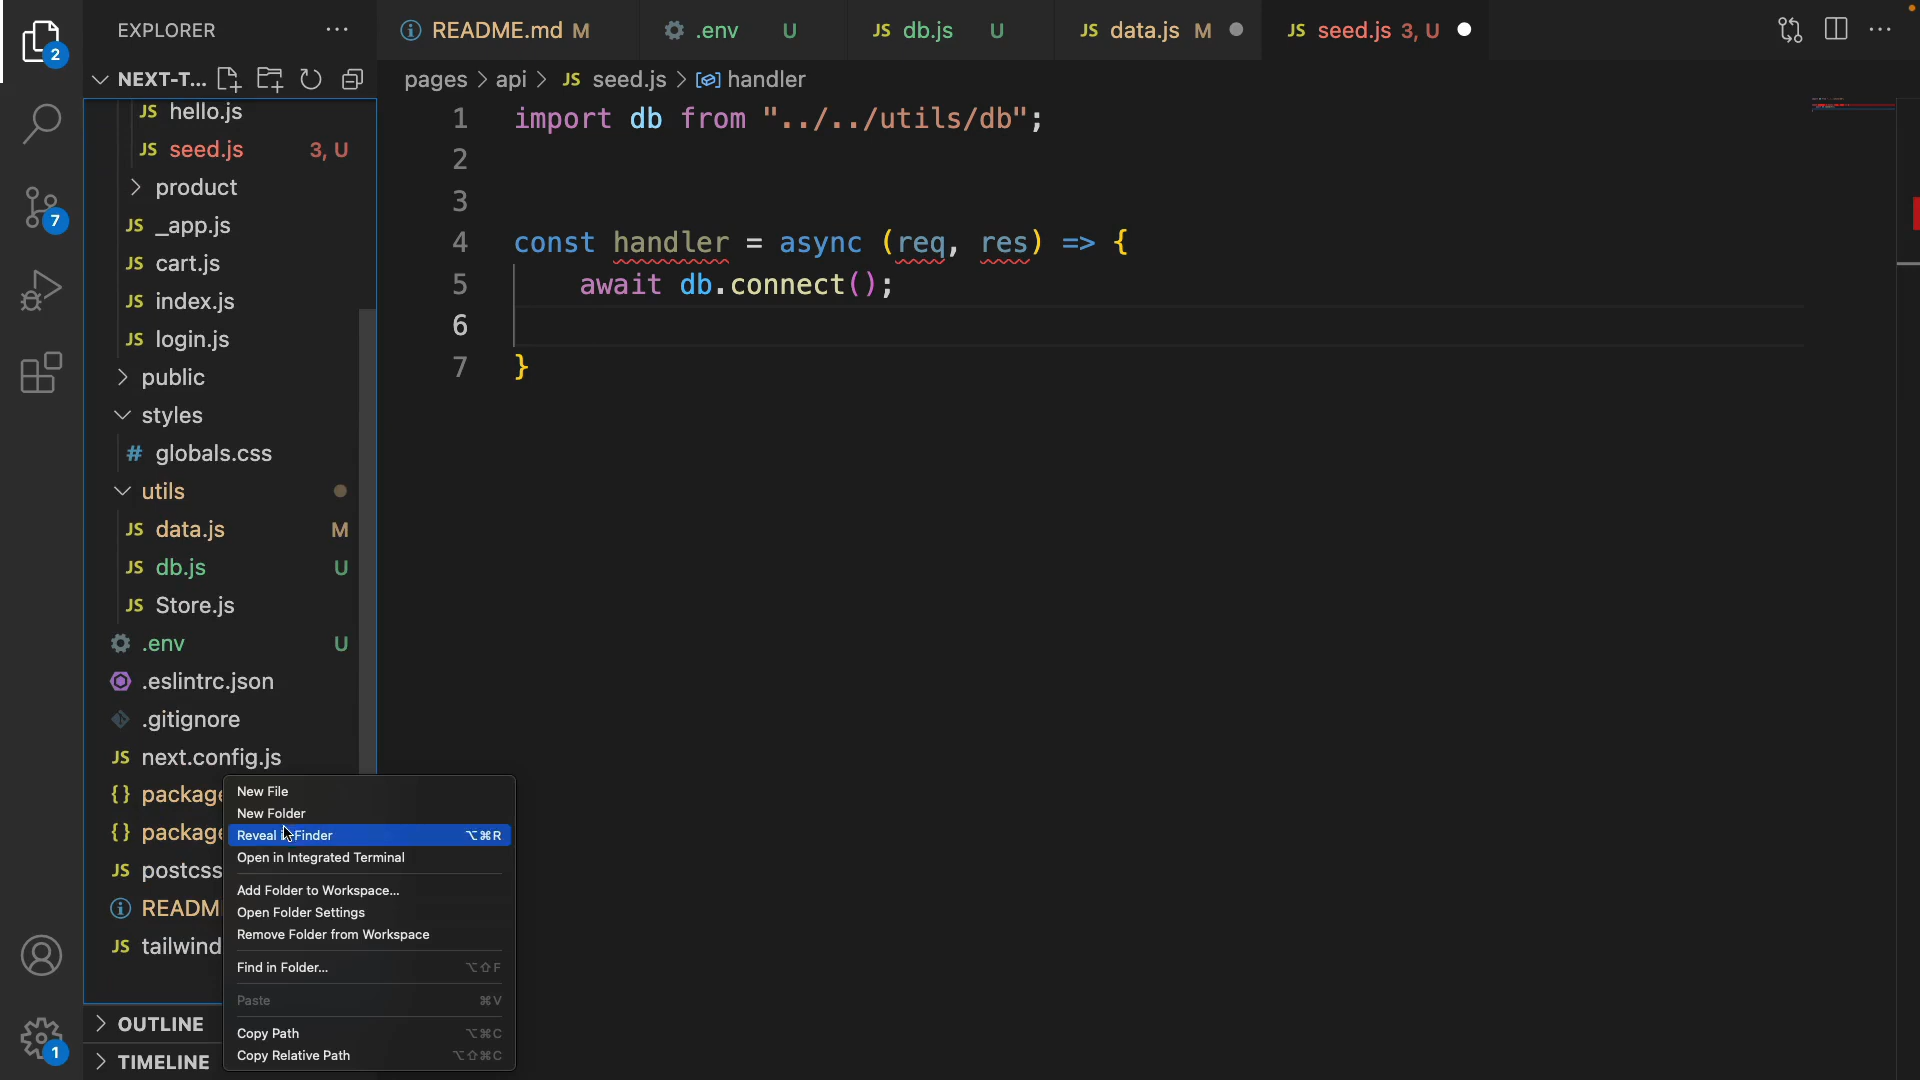 EXPLORER
NEXT-T...
JS hello.js
JS seed.js 3, U
product
JS _app.js
JS cart.js
JS index.js
JS login.js
public
styles
# globals.css
utils
JS data.js M
JS db.js U
JS Store.js
.env U
.eslintrc.json
.gitignore
JS next.config.js
{} package
{} package
JS postcss
README
JS tailwind
OUTLINE
TIMELINE
2
7
1
README.md M
.env U
JS db.js U
JS data.js M
JS seed.js 3, U
pages > api > JS seed.js > handler
1 import db from "../../utils/db";
2
3
4 const handler = async (req, res) => {
5 await db.connect();
6
7 }
New File
New Folder
Reveal in Finder ⌥⌘R
Open in Integrated Terminal
Add Folder to Workspace...
Open Folder Settings
Remove Folder from Workspace
Find in Folder... ⌥⇧F
Paste ⌘V
Copy Path ⌥⌘C
Copy Relative Path ⌥⇧⌘C